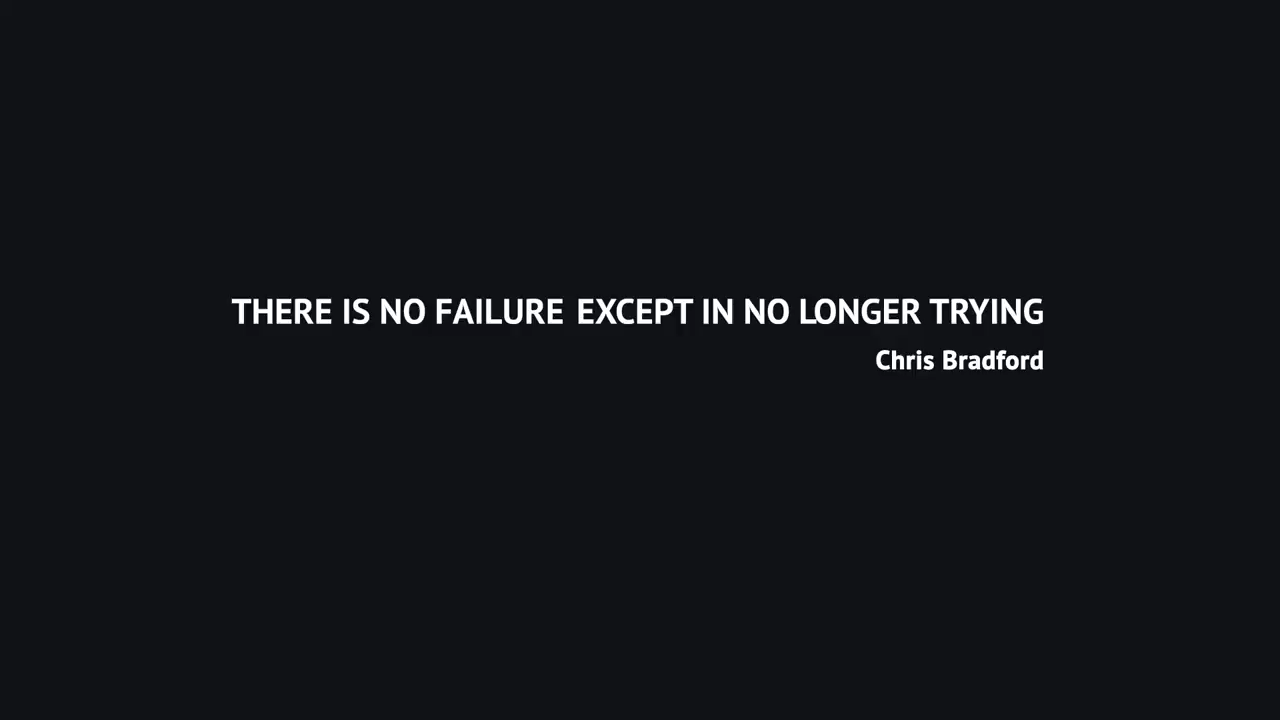 THERE IS NO FAILURE EXCEPT IN NO LONGER TRYING
Chris Bradford